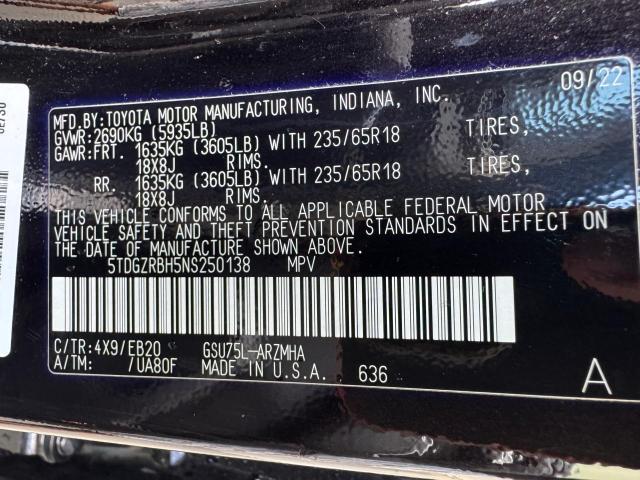 09/22
MFD.BY:TOYOTA MOTOR MANUFACTURING, INDIANA, INC.
GVWR:2690KG (5935LB)
GAWR:FRT. 1635KG (3605LB) WITH 235/65R18 TIRES,
18X8J RIMS.
RR. 1635KG (3605LB) WITH 235/65R18 TIRES,
18X8J RIMS.
THIS VEHICLE CONFORMS TO ALL APPLICABLE FEDERAL MOTOR
VEHICLE SAFETY AND THEFT PREVENTION STANDARDS IN EFFECT ON
THE DATE OF MANUFACTURE SHOWN ABOVE.
5TDGZRBH5NS250138 MPV
C/TR:4X9/EB20 GSU75L-ARZMHA
A/TM: /UA80F MADE IN U.S.A. 636 A